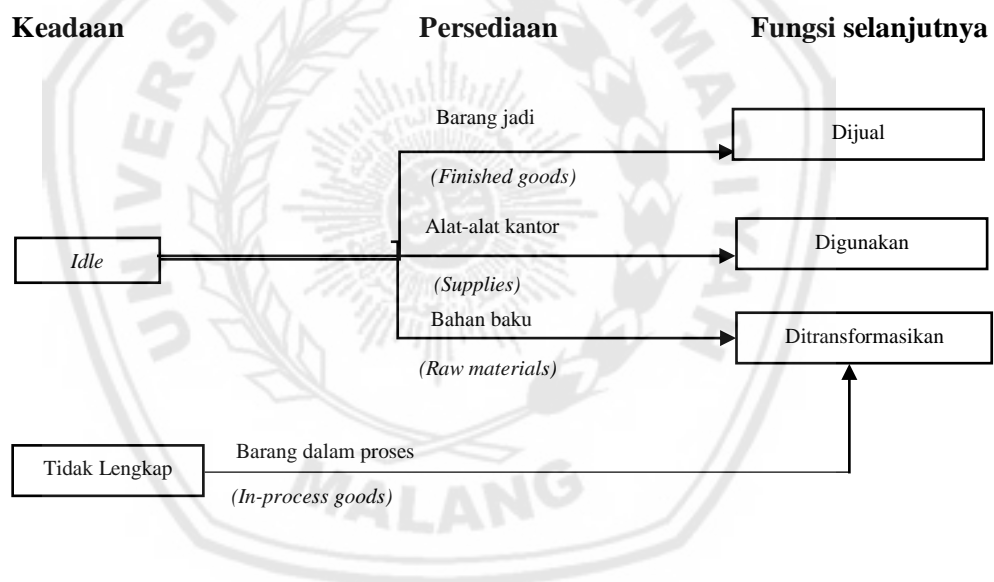 Keadaan Persediaan Fungsi selanjutnya
Barang jadi
Dijual
(Finished goods)
Alat-alat kantor
Digunakan
Idle
(Supplies)
Bahan baku
Ditransformasikan
(Raw materials)
Barang dalam proses
Tidak Lengkap
(In-process goods)
MALANG